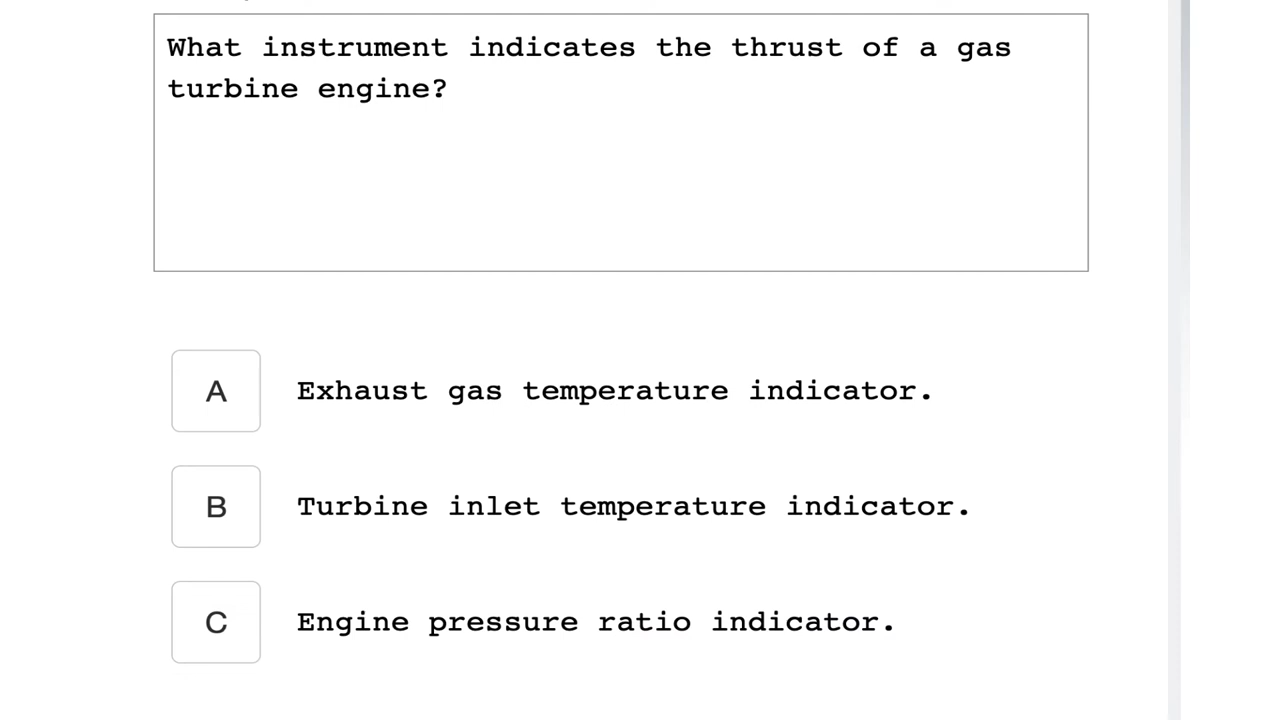 What instrument indicates the thrust of a gas
turbine engine?
A Exhaust gas temperature indicator.
B Turbine inlet temperature indicator.
C Engine pressure ratio indicator.